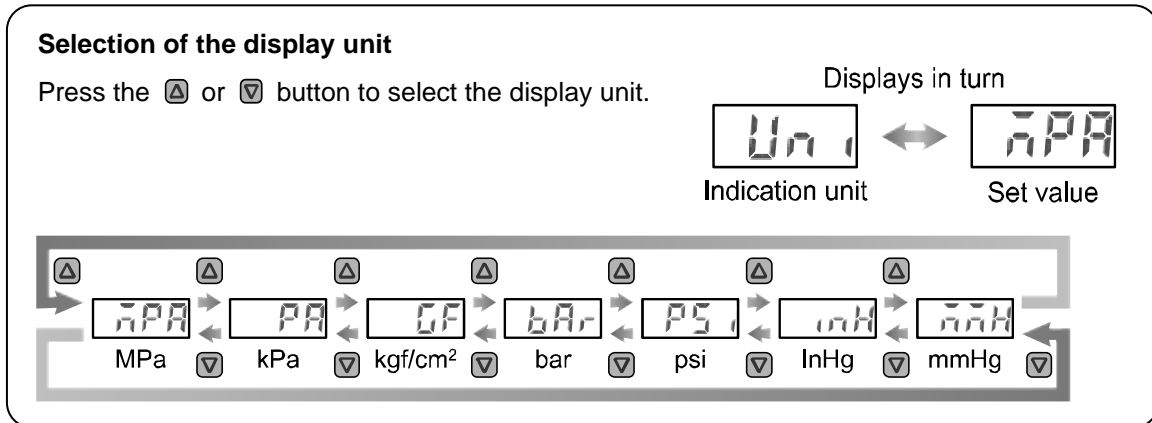 Selection of the display unit
Press the or button to select the display unit.
Displays in turn
Uni
MPA
Indication unit
Set value
MPA PA GF bAr PSi inH mmH
MPa kPa kgf/cm² bar psi InHg mmHg